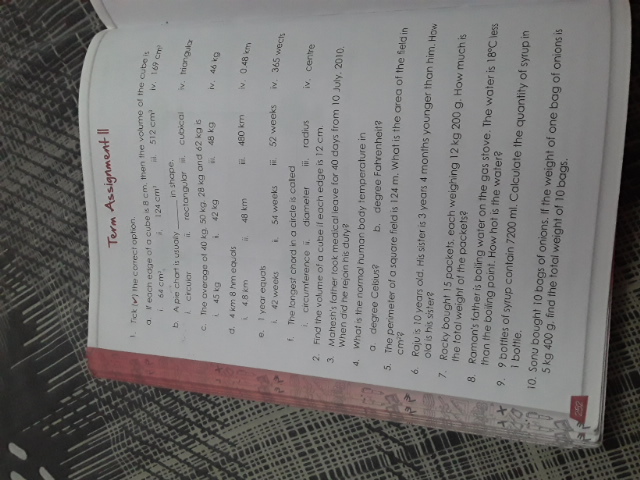 Term Assignment II
1. Tick (✔) the correct option.
a. If each edge of a cube is 8 cm, then the volume of the cube is
i. 64 cm³. ii. 124 cm³ iii. 512 cm³ iv. 169 cm³
b. A pie chart is usually ______ in shape.
i. circular ii. rectangular iii. cubical iv. triangular
c. The average of 40 kg, 50 kg, 28 kg and 62 kg is
i. 45 kg ii. 42 kg iii. 48 kg iv. 46 kg
d. 4 km 8 hm equals
i. 4.8 km ii. 48 km iii. 480 km iv. 0.48 km
e. 1 year equals
i. 42 weeks ii. 54 weeks iii. 52 weeks iv. 365 weeks
f. The longest chord in a circle is called
i. circumference ii. diameter iii. radius iv. centre
2. Find the volume of a cube if each edge is 12 cm.
3. Mahesh's father took medical leave for 40 days from 10 July, 2010.
When did he rejoin his duty?
4. What is the normal human body temperature in
a. degree Celsius? b. degree Fahrenheit?
5. The perimeter of a square field is 124 m. What is the area of the field in
cm²?
6. Raju is 10 years old. His sister is 3 years 4 months younger than him. How
old is his sister?
7. Rocky bought 15 packets, each weighing 12 kg 200 g. How much is
the total weight of the packets?
8. Raman's father is boiling water on the gas stove. The water is 18°C less
than the boiling point. How hot is the water?
9. 9 bottles of syrup contain 7200 ml. Calculate the quantity of syrup in
1 bottle.
10. Sonu bought 10 bags of onions. If the weight of one bag of onions is
5 kg 400 g, find the total weight of 10 bags.